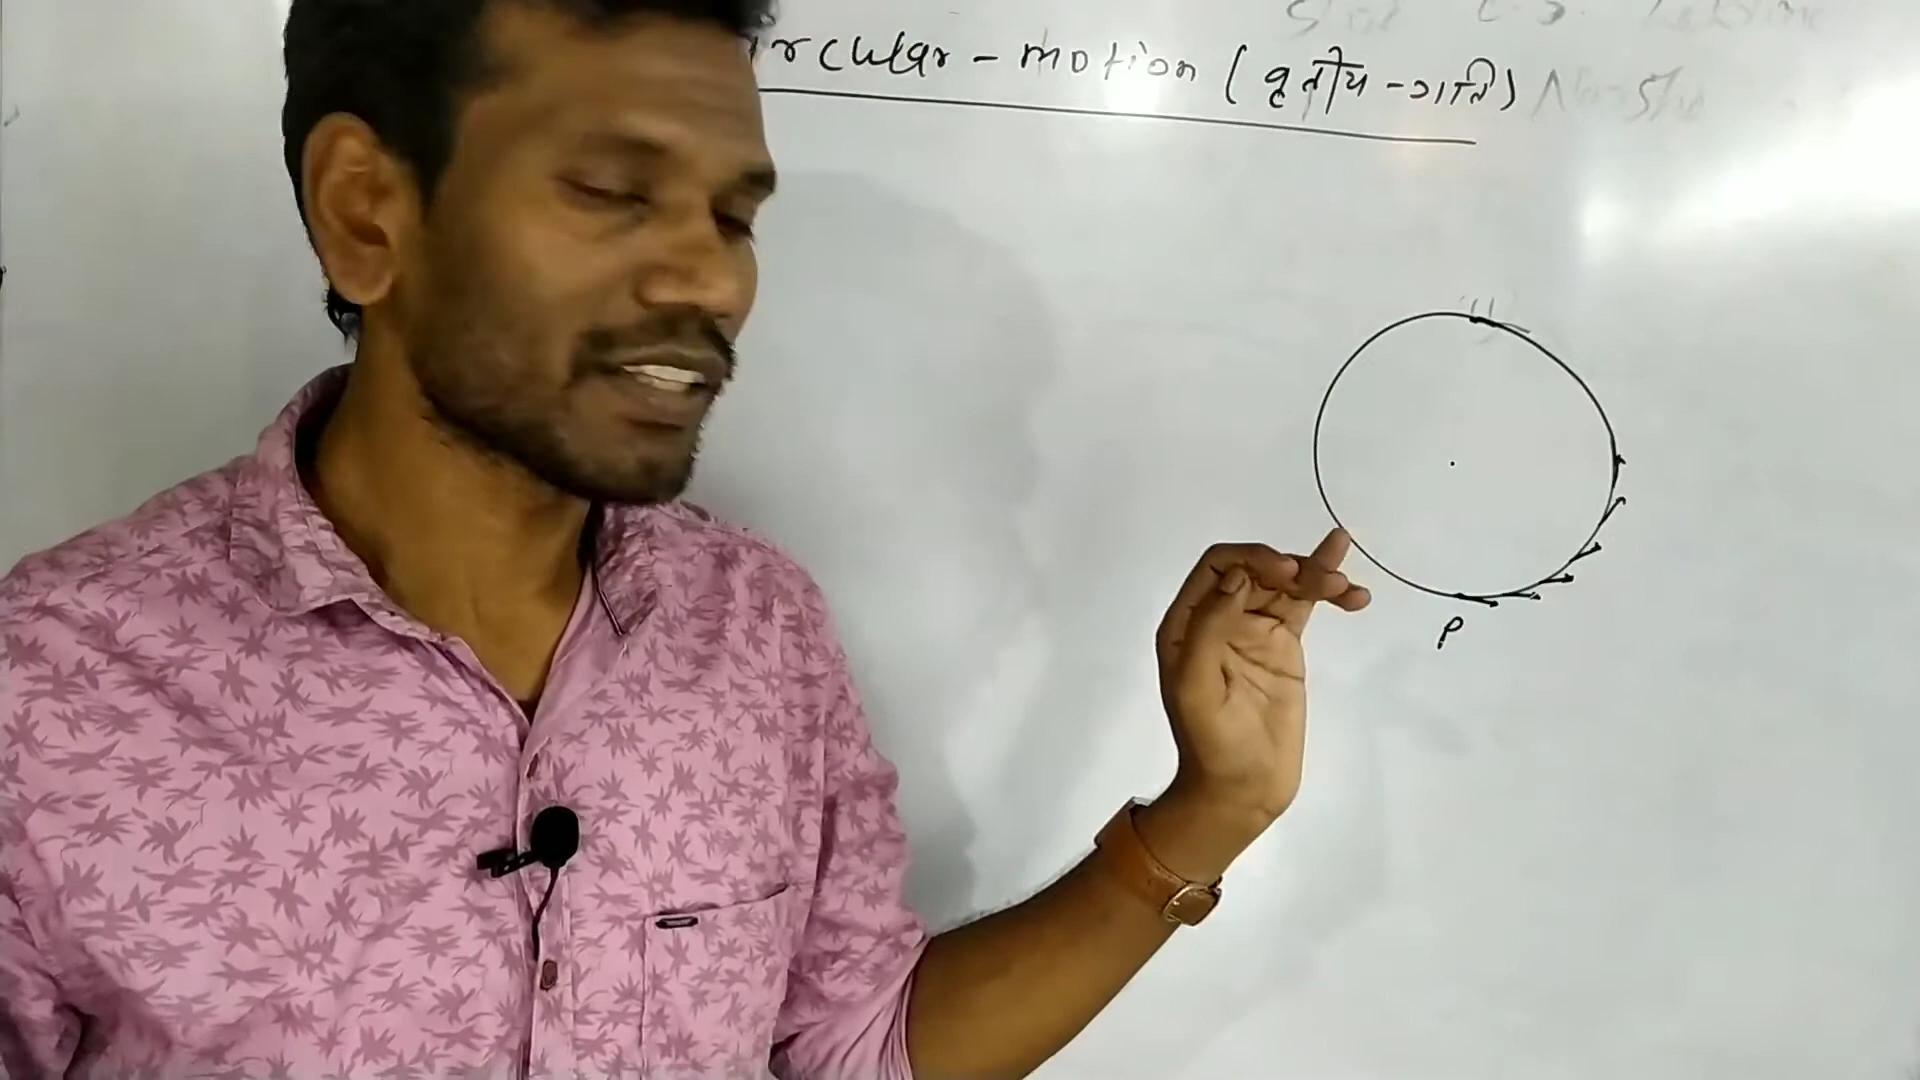 rcular - motion (वृत्तीय - गति)
P